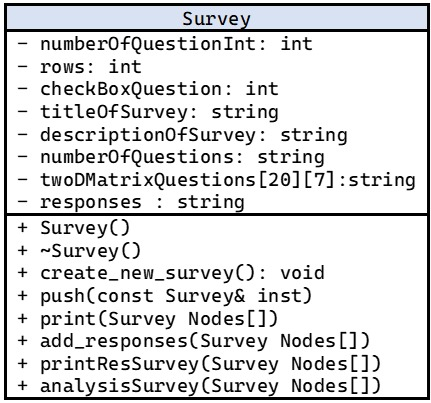 Survey
- numberOfQuestionInt: int
- rows: int
- checkBoxQuestion: int
- titleOfSurvey: string
- descriptionOfSurvey: string
- numberOfQuestions: string
- twoDMatrixQuestions[20][7]:string
- responses : string
+ Survey()
+ ~Survey()
+ create_new_survey(): void
+ push(const Survey& inst)
+ print(Survey Nodes[])
+ add_responses(Survey Nodes[])
+ printResSurvey(Survey Nodes[])
+ analysisSurvey(Survey Nodes[])